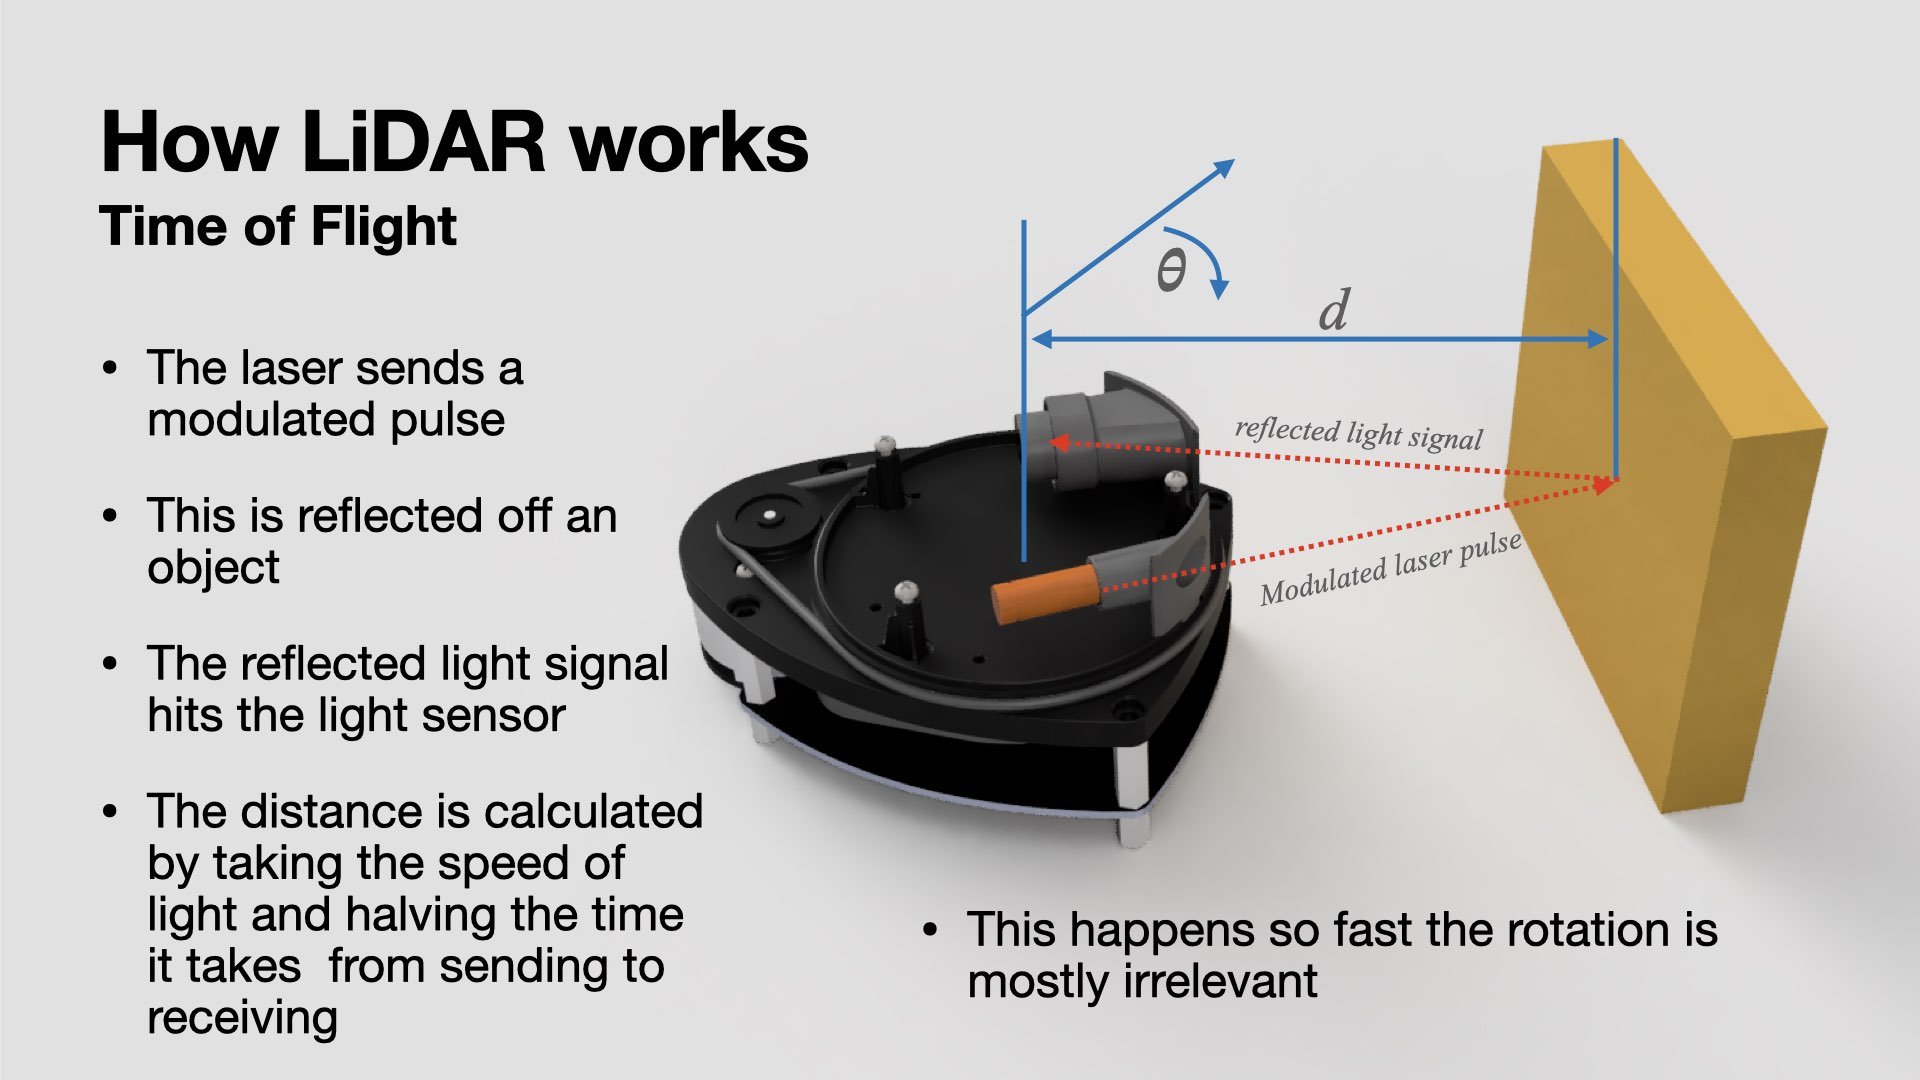 How LiDAR works
Time of Flight
• The laser sends a
modulated pulse
• This is reflected off an
object
• The reflected light signal
hits the light sensor
• The distance is calculated
by taking the speed of
light and halving the time
it takes  from sending to
receiving
θ
d
reflected light signal
Modulated laser pulse
• This happens so fast the rotation is
mostly irrelevant